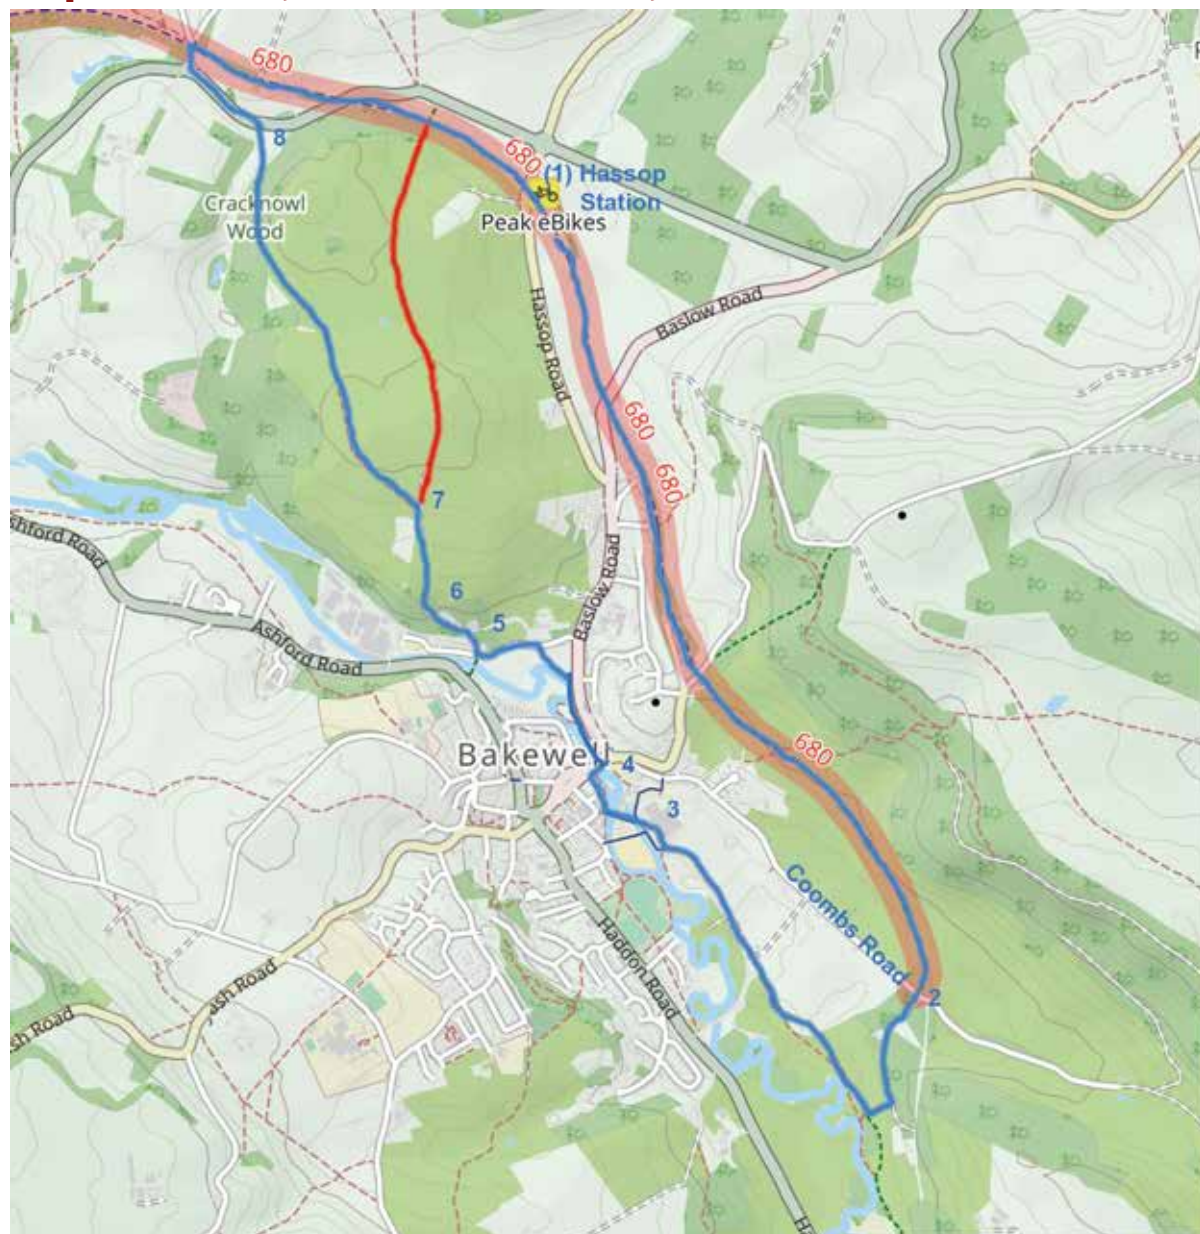 680
8
680
(1) Hassop
Station
Cracknowl
Wood
Peak eBikes
Baslow Road
Hassop Road
680
680
7
shford Road
Baslow Road
6
5
Ashford Road
680
Bakewell
4
3
Coombs Road
Haddon Road
2
ash Road
sh Road